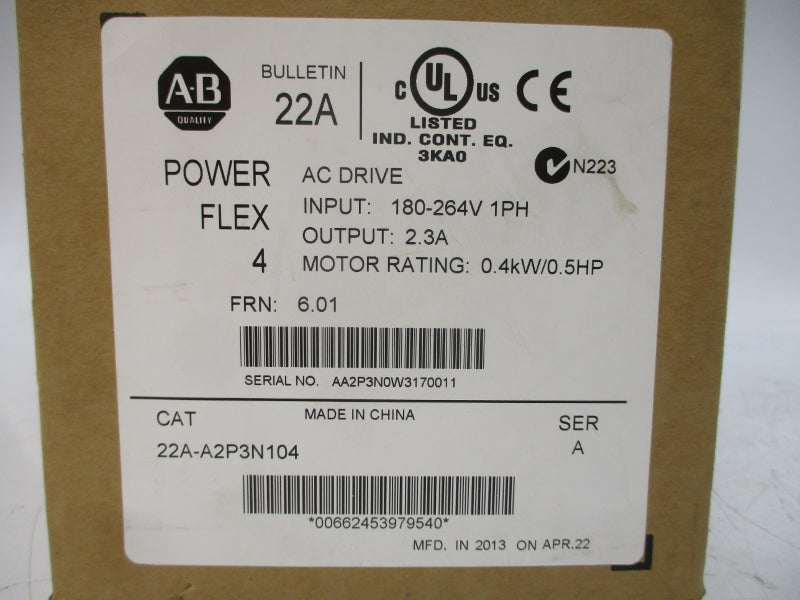 A-B
QUALITY
BULLETIN
22A
C UL US CE
LISTED
IND. CONT. EQ.
3KA0
N223
POWER
FLEX
4
AC DRIVE
INPUT: 180-264V 1PH
OUTPUT: 2.3A
MOTOR RATING: 0.4kW/0.5HP
FRN: 6.01
SERIAL NO. AA2P3N0W3170011
MADE IN CHINA
CAT
22A-A2P3N104
SER
A
*00662453979540*
MFD. IN 2013 ON APR.22